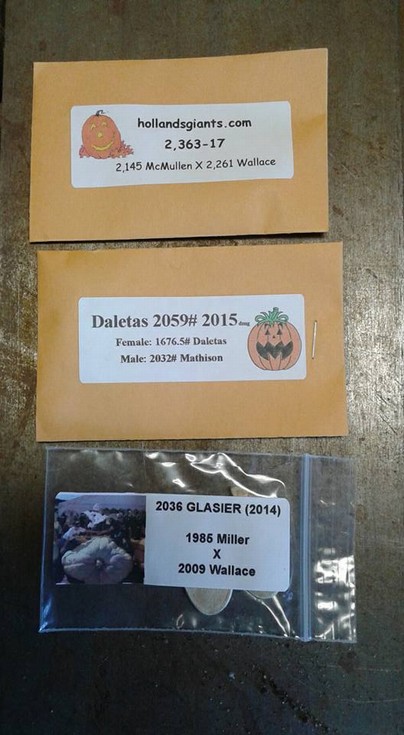 hollandsgiants.com
2,363-17
2,145 McMullen X 2,261 Wallace
Daletas 2059# 2015 dmg
Female: 1676.5# Daletas
Male: 2032# Mathison
2036 GLASIER (2014)
1985 Miller
X
2009 Wallace